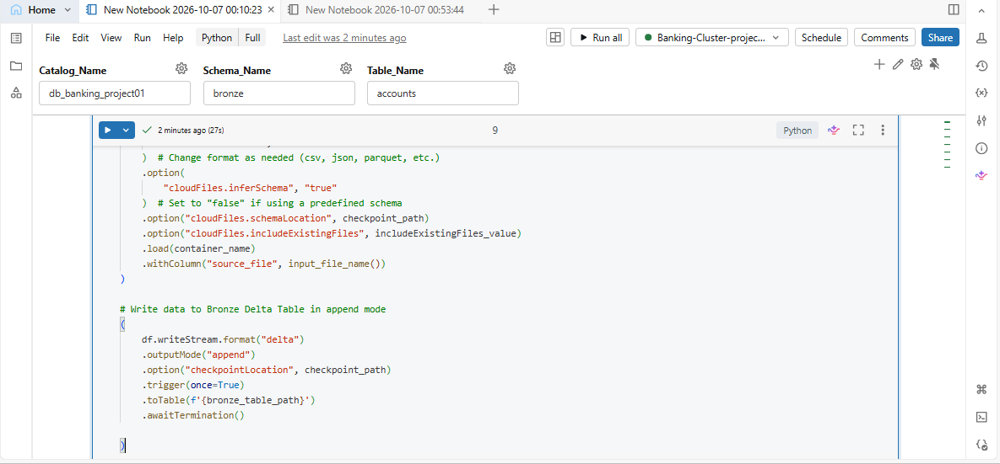 Home
New Notebook 2026-10-07 00:10:23
New Notebook 2026-10-07 00:53:44
File Edit View Run Help Python Full Last edit was 2 minutes ago
Run all Banking-Cluster-projec... Schedule Comments Share
Catalog_Name Schema_Name Table_Name
db_banking_project01 bronze accounts
2 minutes ago (27s) 9 Python
) # Change format as needed (csv, json, parquet, etc.)
.option(
"cloudFiles.inferSchema", "true"
) # Set to "false" if using a predefined schema
.option("cloudFiles.schemaLocation", checkpoint_path)
.option("cloudFiles.includeExistingFiles", includeExistingFiles_value)
.load(container_name)
.withColumn("source_file", input_file_name())
)
# Write data to Bronze Delta Table in append mode
(
df.writeStream.format("delta")
.outputMode("append")
.option("checkpointLocation", checkpoint_path)
.trigger(once=True)
.toTable(f'{bronze_table_path}')
.awaitTermination()
)